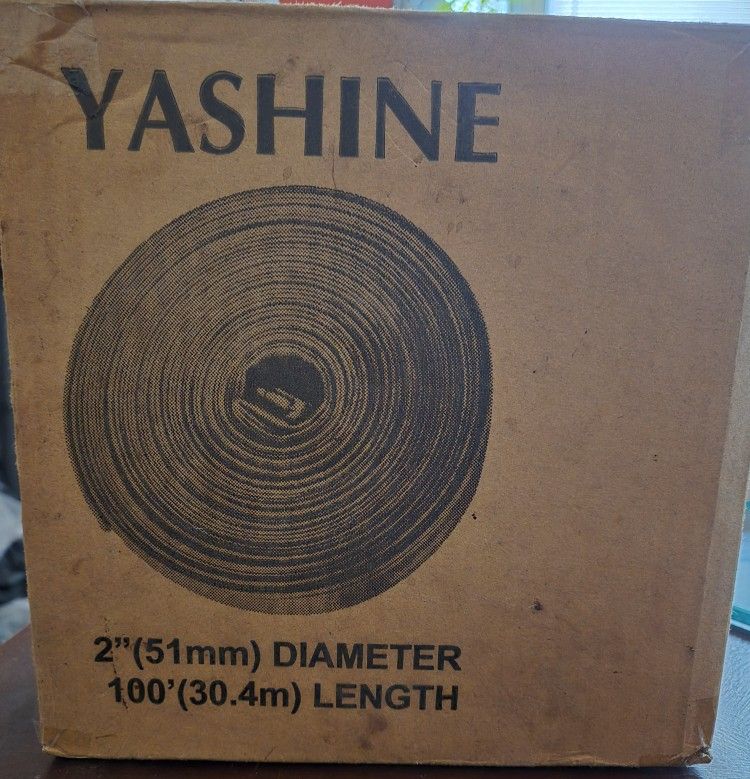 YASHINE
2”(51mm) DIAMETER
100’(30.4m) LENGTH